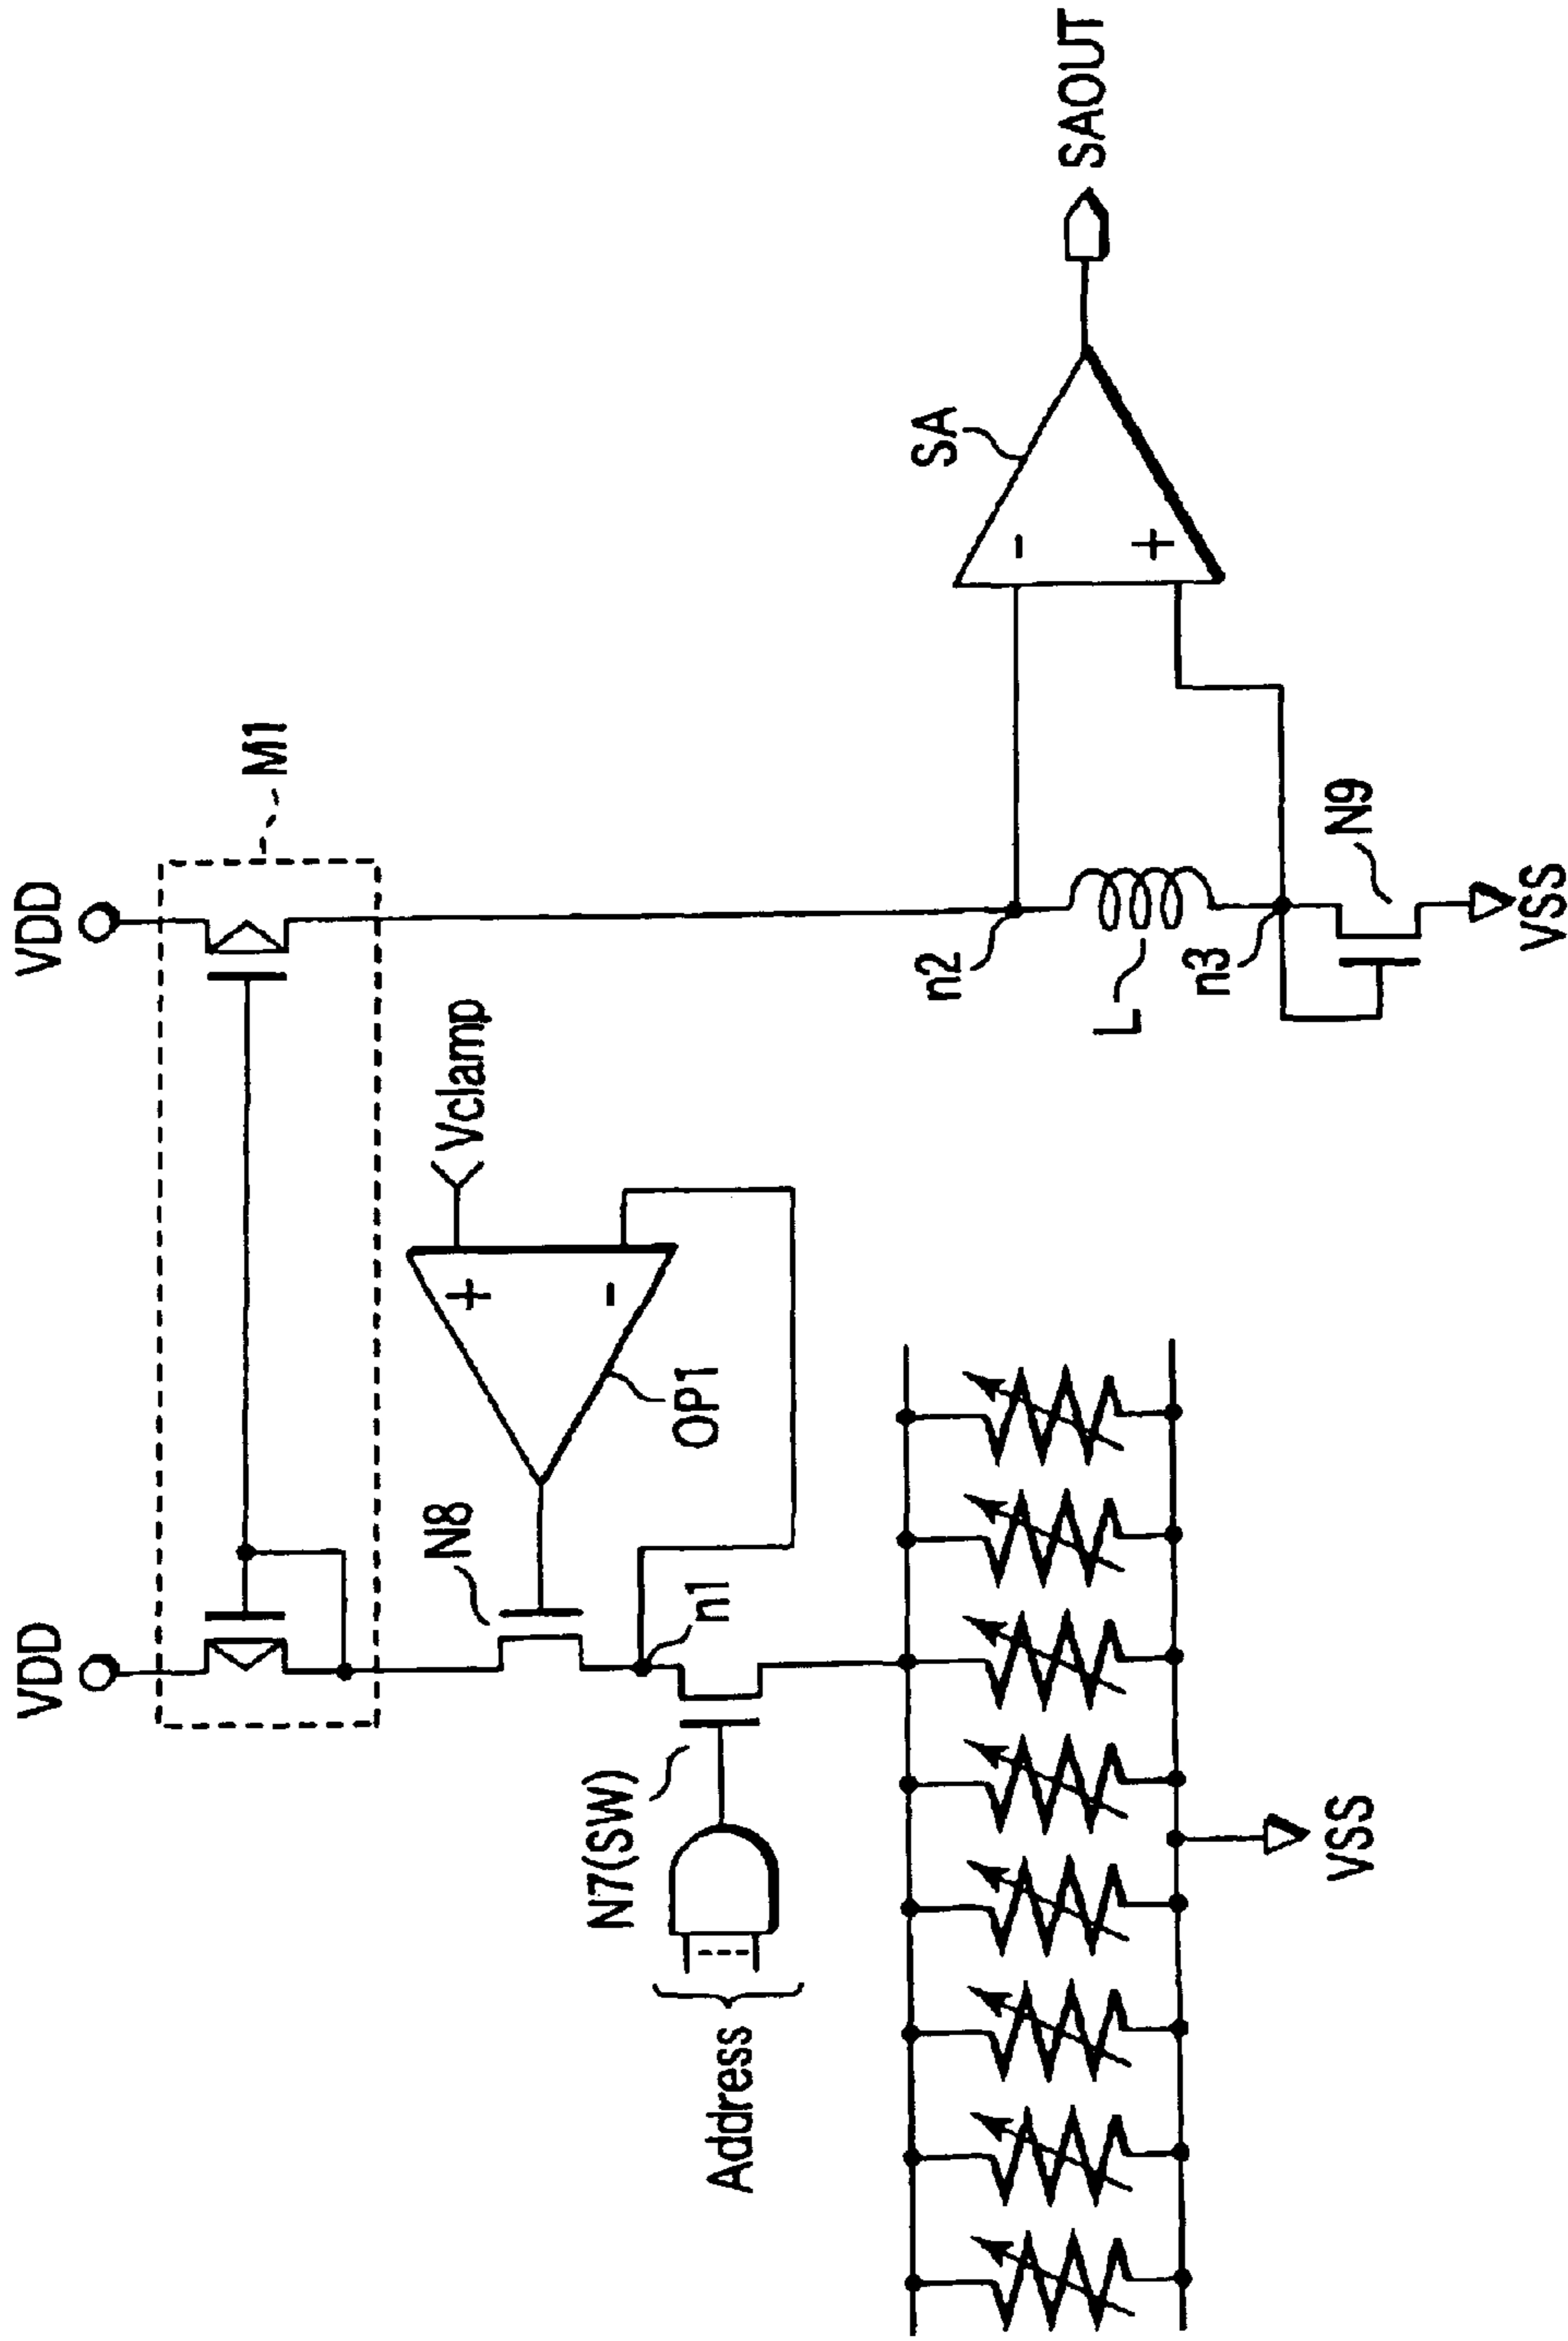 VDD
VDD
M1
Vclamp
+
-
OP1
N8
n1
N7(SW)
Address
VSS
n2
L
n3
N9
VSS
SA
-
+
SAOUT